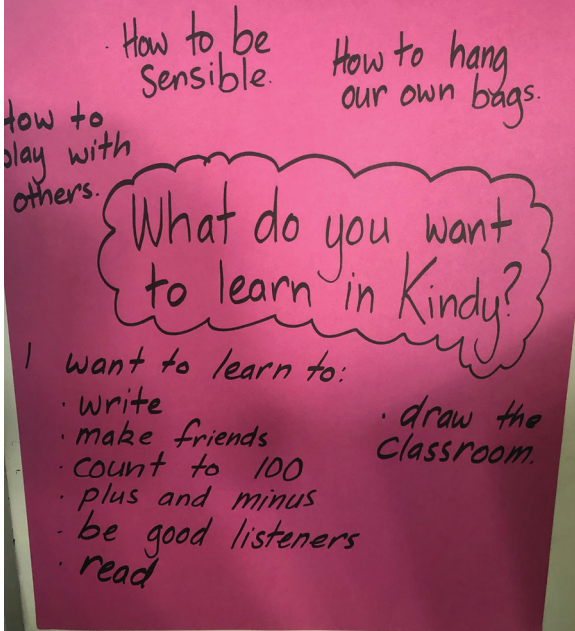 How to be
Sensible.
How to hang
our own bags.
How to
play with
others.
What do you want
to learn in Kindy?
I want to learn to:
· write
· make friends
· count to 100
· plus and minus
· be good listeners
· read
· draw the
classroom.